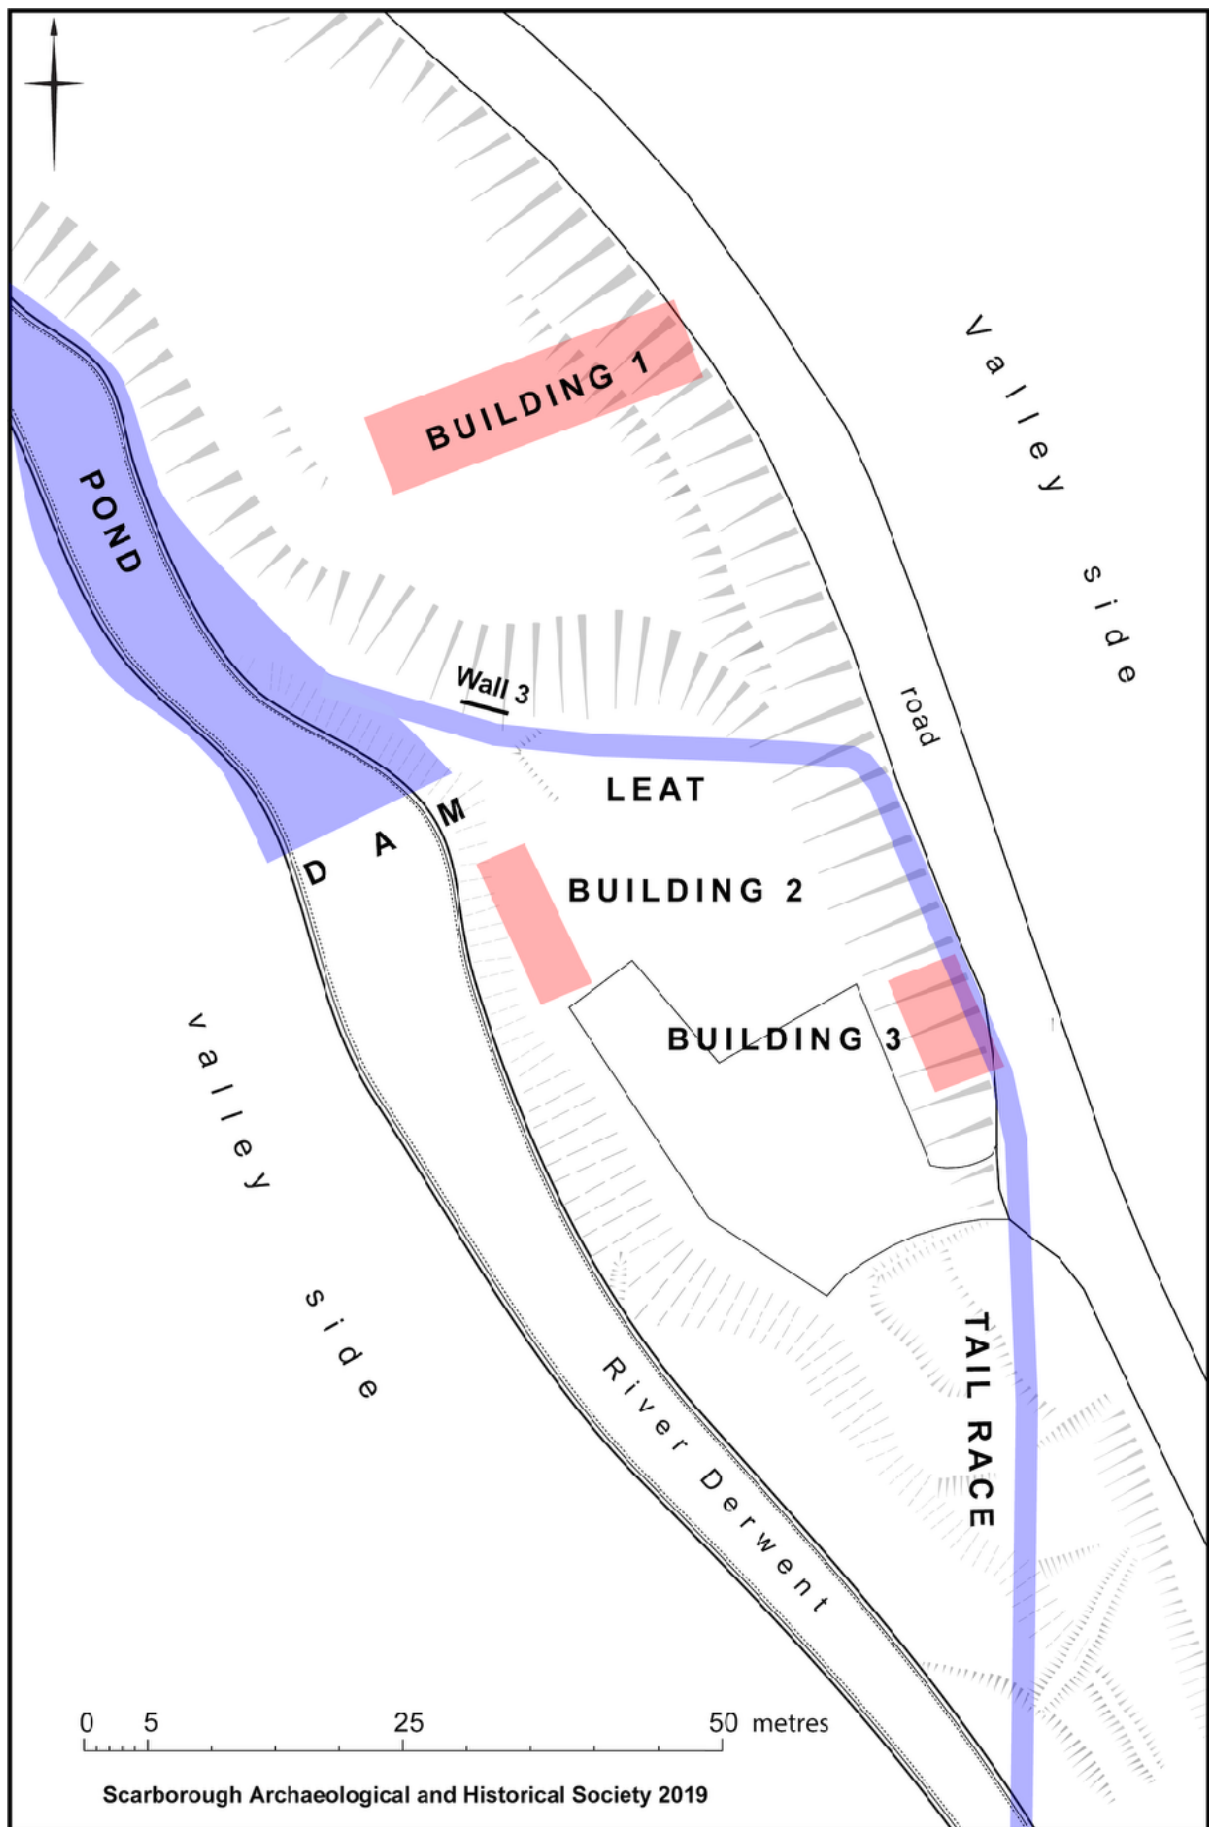 Valley side
BUILDING 1
POND
Wall 3
road
LEAT
DAM
BUILDING 2
BUILDING 3
valley side
TAIL RACE
River Derwent
0 5 25 50 metres
Scarborough Archaeological and Historical Society 2019